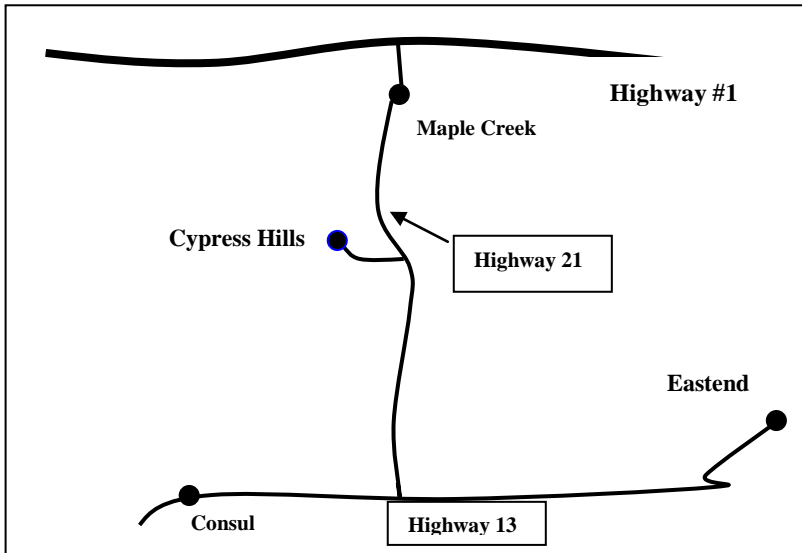 Highway #1
Maple Creek
Cypress Hills
Highway 21
Eastend
Consul
Highway 13